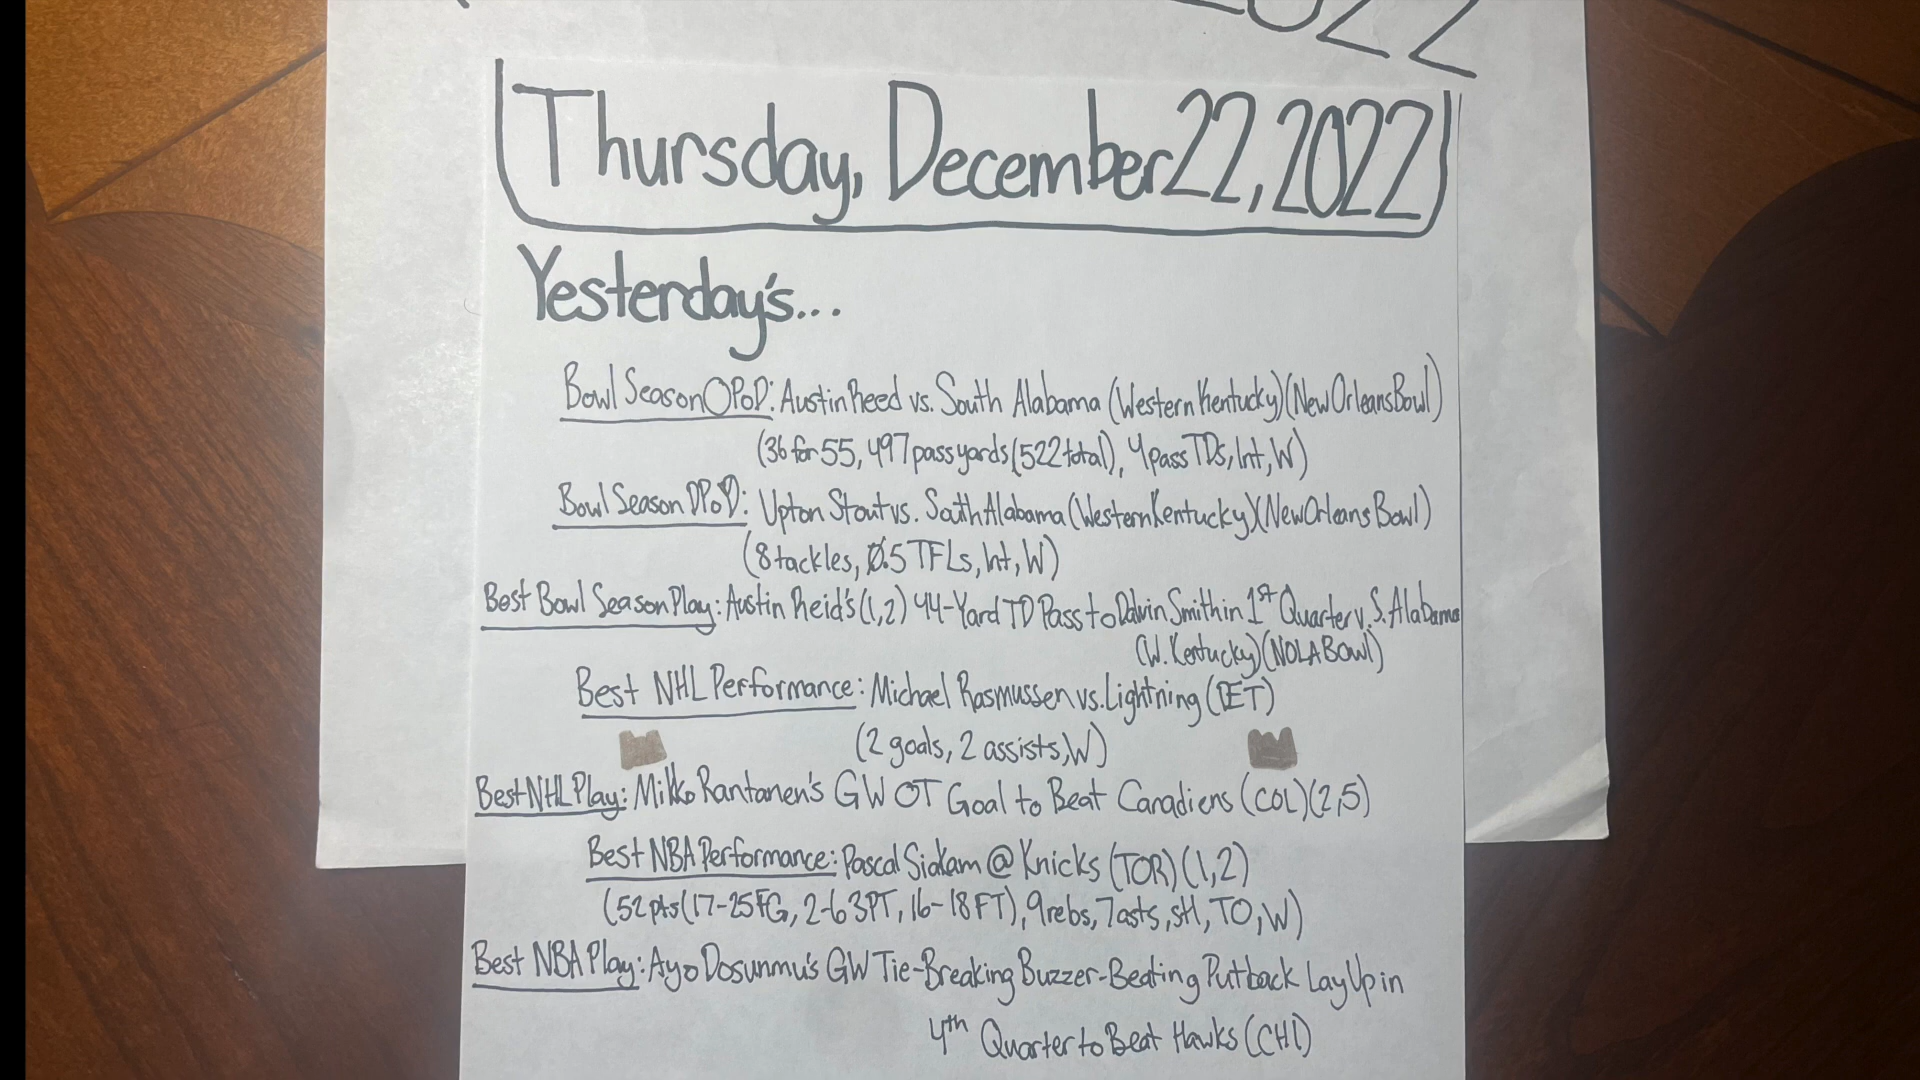 2022
Thursday, December 22, 2022
Yesterday's...
Bowl Season OPoD: Austin Reed vs. South Alabama (Western Kentucky)(New Orleans Bowl)
(36 for 55, 497 pass yards (522 total), 4 pass TDs, Int, W)
Bowl Season DPoD: Upton Stout vs. South Alabama (Western Kentucky)(New Orleans Bowl)
(8 tackles, 0.5 TFLs, Int, W)
Best Bowl Season Play: Austin Reid's (1,2) 44-Yard TD Pass to Dalvin Smith in 1st Quarter v. S. Alabama
(W. Kentucky)(NOLA Bowl)
Best NHL Performance: Michael Rasmussen vs. Lightning (DET)
(2 goals, 2 assists, W)
Best NHL Play: Mikko Rantanen's GW OT Goal to Beat Canadiens (COL)(2,5)
Best NBA Performance: Pascal Siakam @ Knicks (TOR)(1,2)
(52 pts (17-25 FG, 2-6 3PT, 16-18 FT), 9 rebs, 7 asts, stl, TO, W)
Best NBA Play: Ayo Dosunmu's GW Tie-Breaking Buzzer-Beating Putback Lay Up in
4th Quarter to Beat Hawks (CHI)